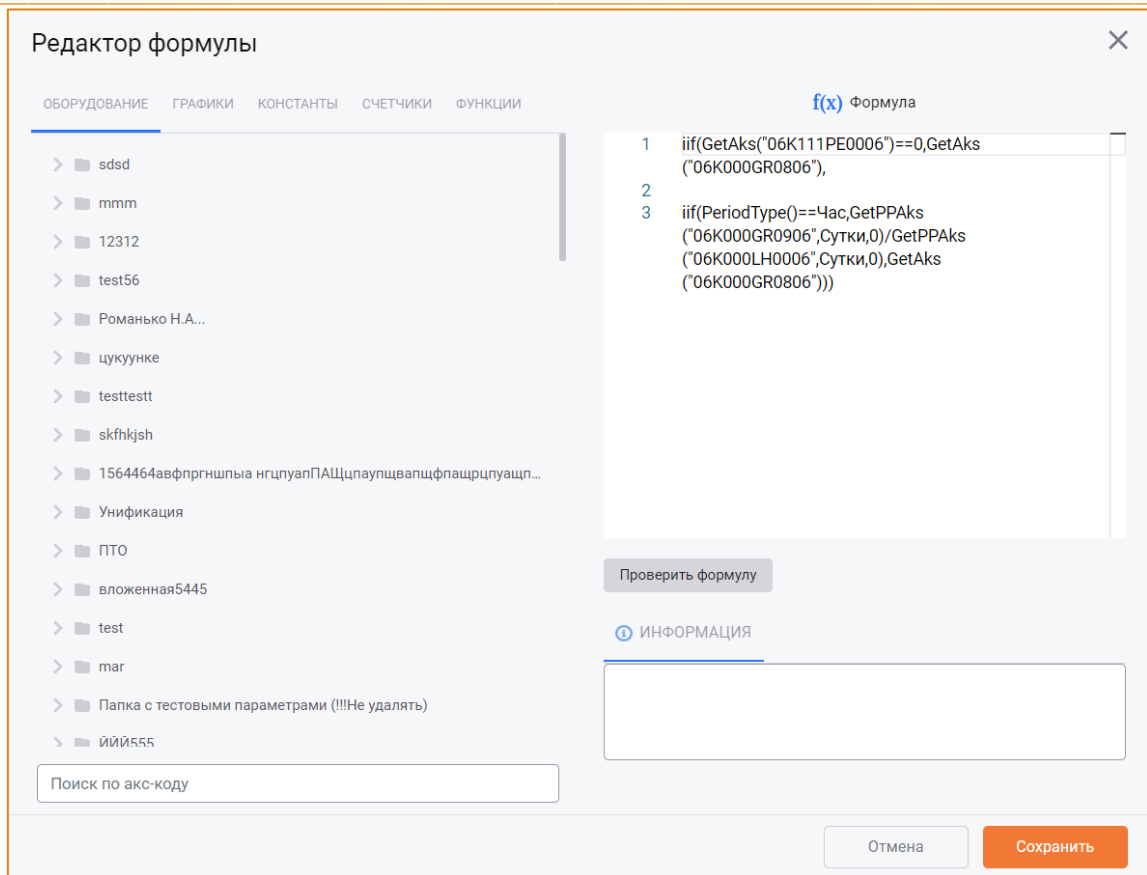 Редактор формулы
ОБОРУДОВАНИЕ ГРАФИКИ КОНСТАНТЫ СЧЕТЧИКИ ФУНКЦИИ
sdsd
mmm
12312
test56
Романько Н.А...
цукуунке
testtestt
skfhkjsh
1564464авфпргншпыа нгцпуапПАЩцпаупщвапщфпащрцпуащп...
Унификация
ПТО
вложенная5445
test
mar
Папка с тестовыми параметрами (!!!Не удалять)
ЙЙЙ555
Поиск по акс-коду
f(x) Формула
1 iif(GetAks("06K111PE0006")==0,GetAks
("06K000GR0806"),
2
3 iif(PeriodType()==Час,GetPPAks
("06K000GR0906",Сутки,0)/GetPPAks
("06K000LH0006",Сутки,0),GetAks
("06K000GR0806")))
Проверить формулу
ИНФОРМАЦИЯ
Отмена Сохранить